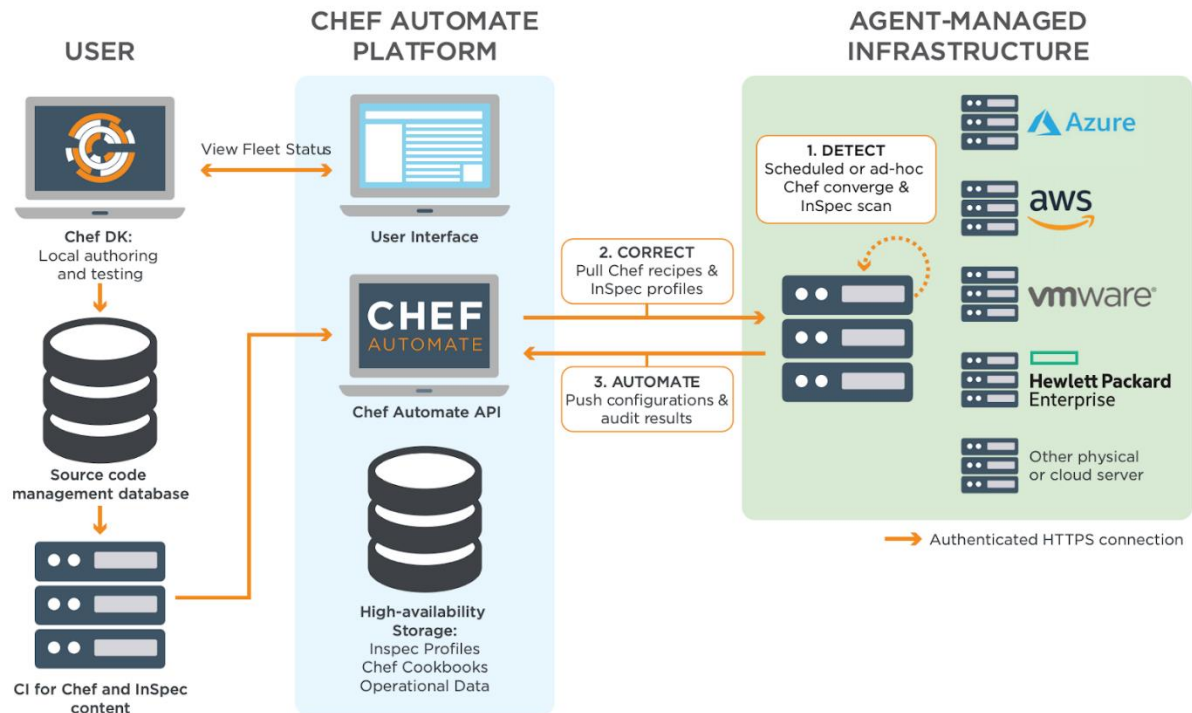 USER
Chef DK:
Local authoring
and testing
Source code
management database
CI for Chef and InSpec
content
View Fleet Status
CHEF AUTOMATE
PLATFORM
User Interface
CHEF
AUTOMATE
Chef Automate API
High-availability
Storage:
Inspec Profiles
Chef Cookbooks
Operational Data
2. CORRECT
Pull Chef recipes &
InSpec profiles
3. AUTOMATE
Push configurations &
audit results
AGENT-MANAGED
INFRASTRUCTURE
1. DETECT
Scheduled or ad-hoc
Chef converge &
InSpec scan
Azure
aws
vmware®
Hewlett Packard
Enterprise
Other physical
or cloud server
Authenticated HTTPS connection